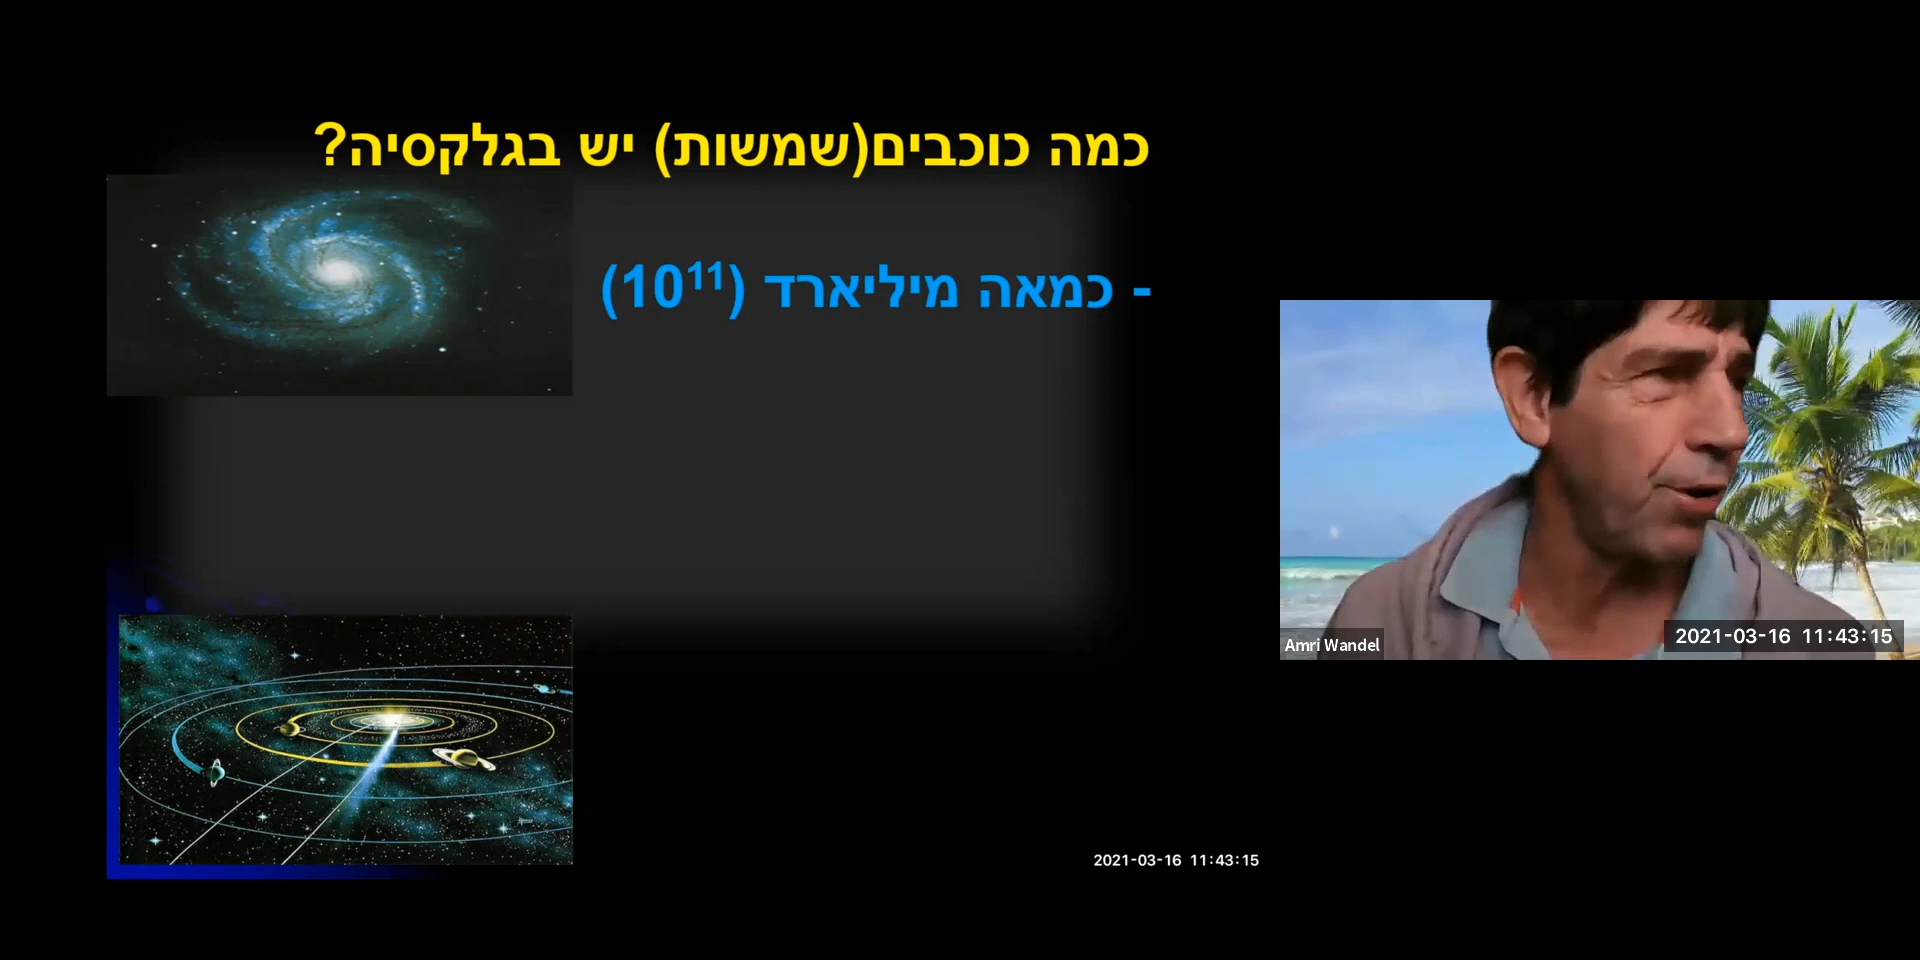 כמה כוכבים(שמשות) יש בגלקסיה?
- כמאה מיליארד (10¹¹)
Amri Wandel
2021-03-16 11:43:15
2021-03-16 11:43:15